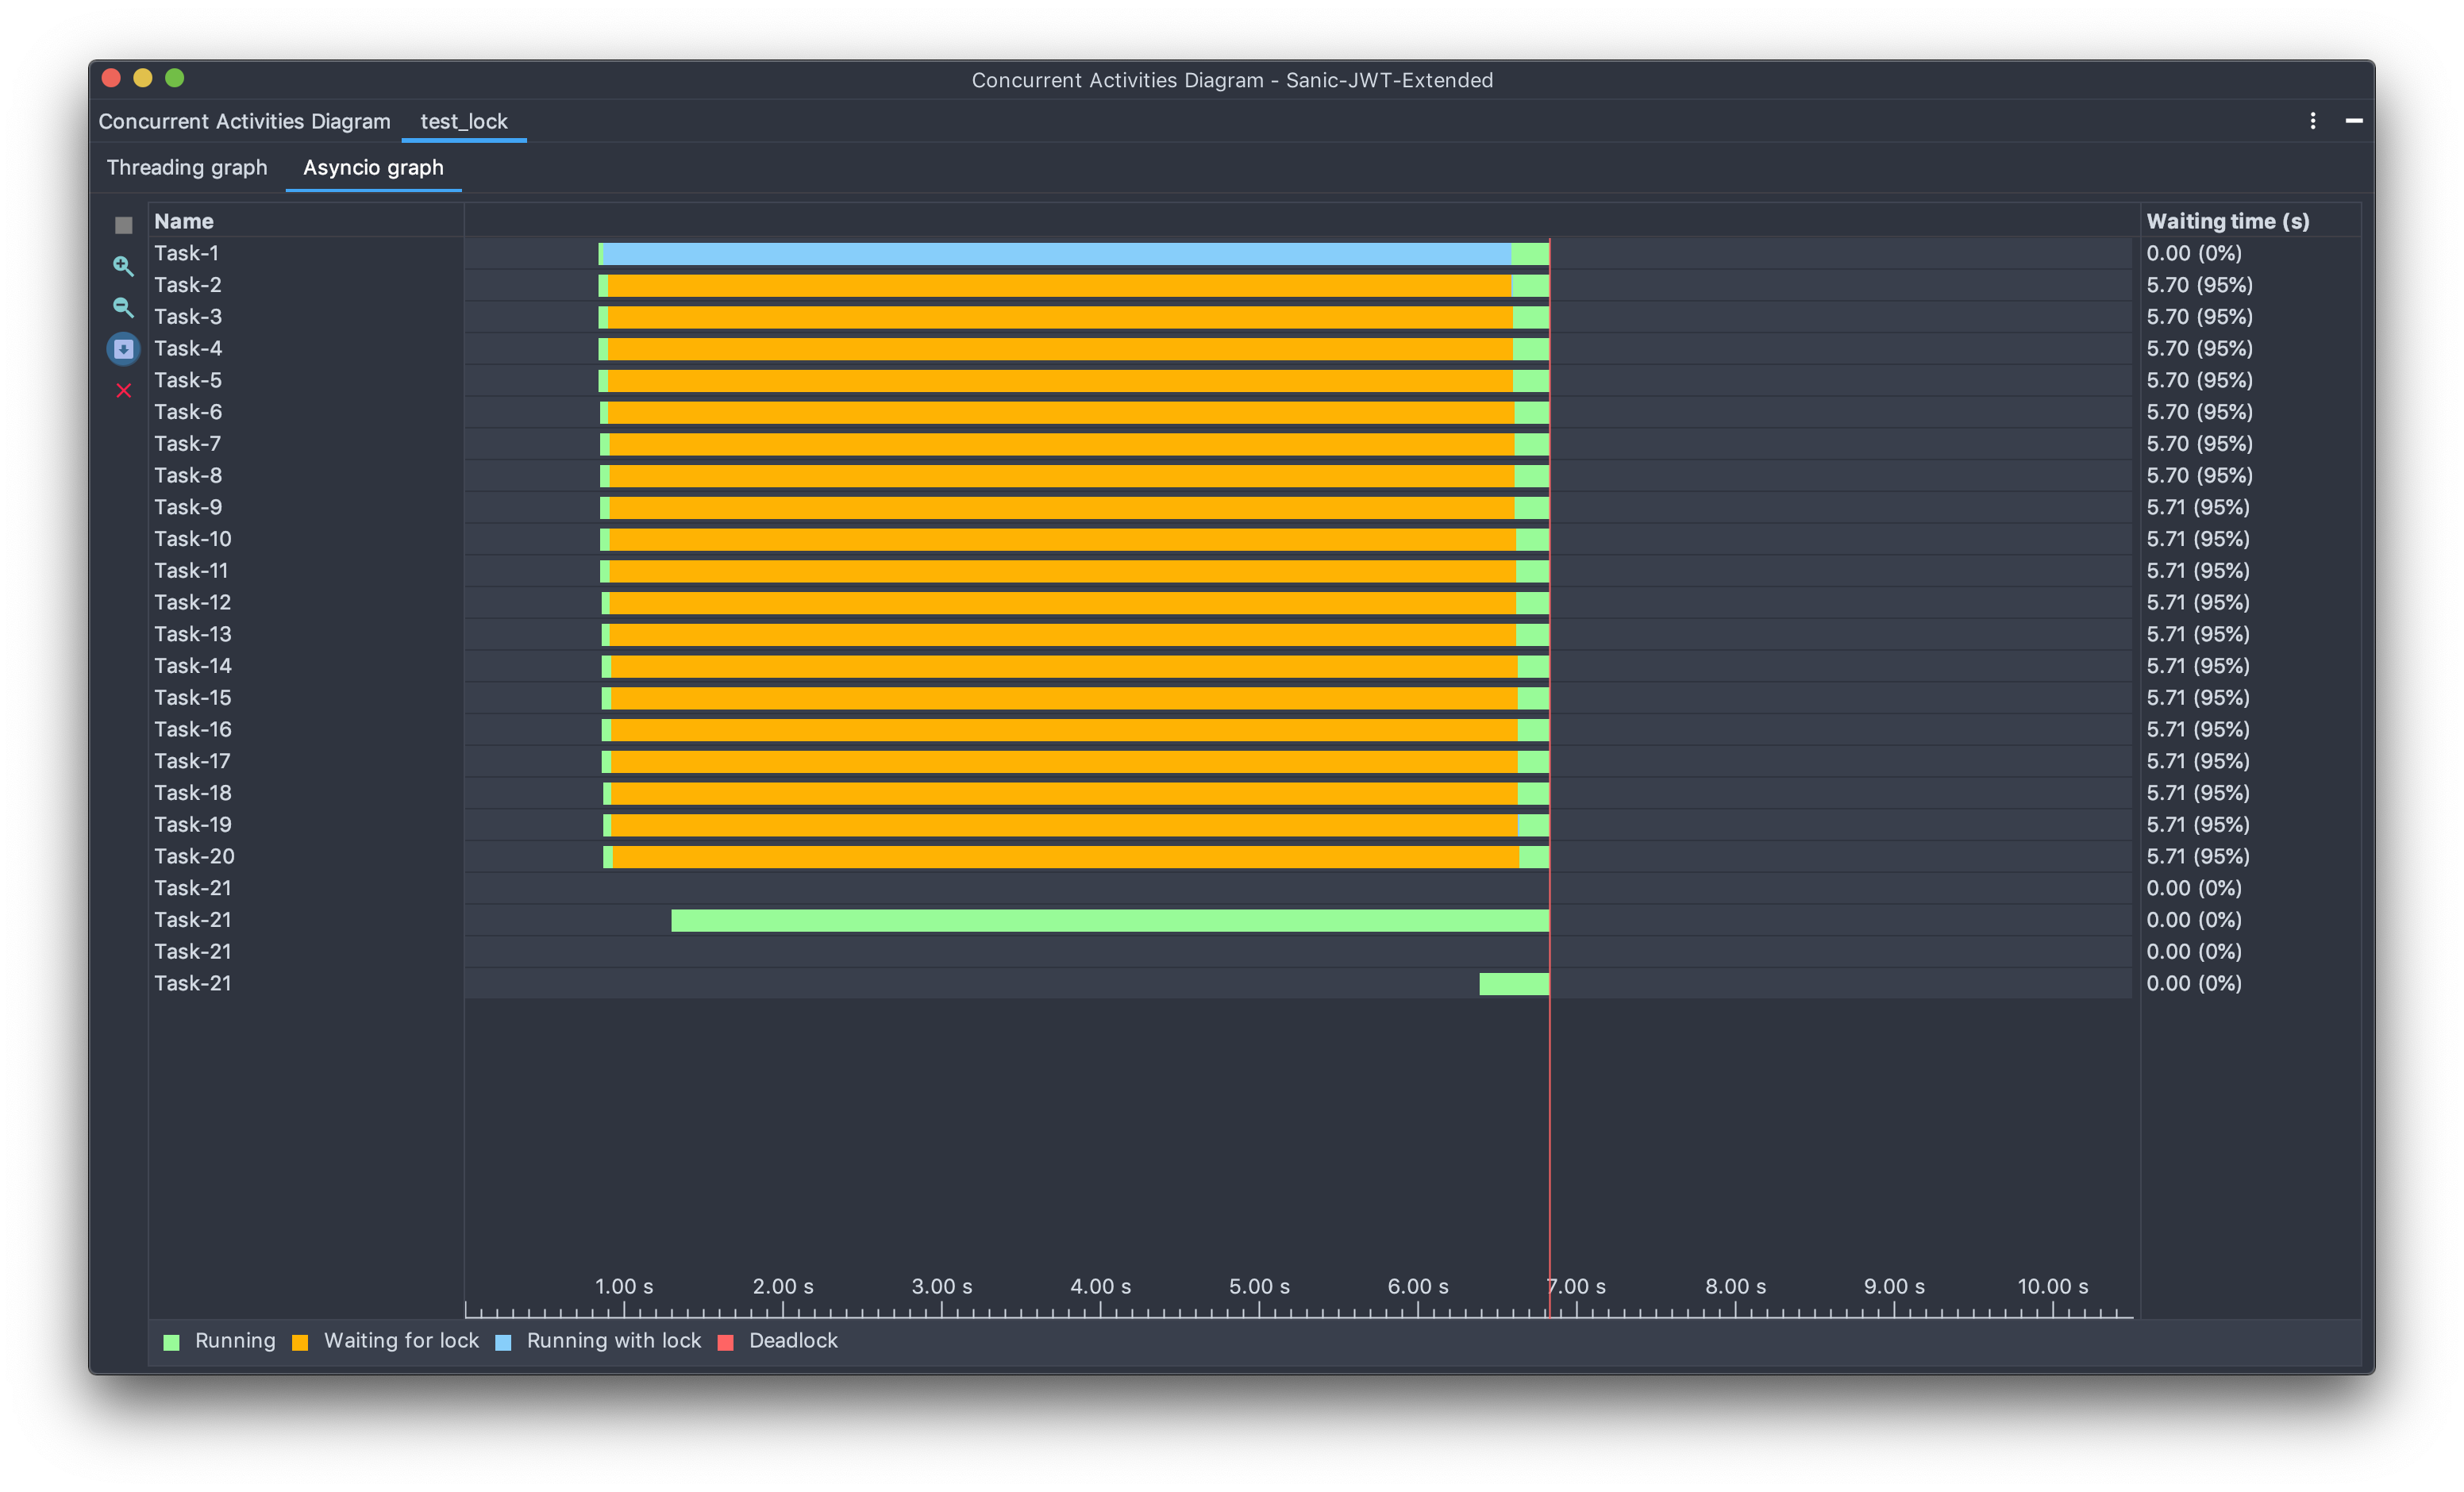 Concurrent Activities Diagram - Sanic-JWT-Extended
Concurrent Activities Diagram test_lock
Threading graph Asyncio graph
Name Waiting time (s)
Task-1 0.00 (0%)
Task-2 5.70 (95%)
Task-3 5.70 (95%)
Task-4 5.70 (95%)
Task-5 5.70 (95%)
Task-6 5.70 (95%)
Task-7 5.70 (95%)
Task-8 5.70 (95%)
Task-9 5.71 (95%)
Task-10 5.71 (95%)
Task-11 5.71 (95%)
Task-12 5.71 (95%)
Task-13 5.71 (95%)
Task-14 5.71 (95%)
Task-15 5.71 (95%)
Task-16 5.71 (95%)
Task-17 5.71 (95%)
Task-18 5.71 (95%)
Task-19 5.71 (95%)
Task-20 5.71 (95%)
Task-21 0.00 (0%)
Task-21 0.00 (0%)
Task-21 0.00 (0%)
Task-21 0.00 (0%)
1.00 s 2.00 s 3.00 s 4.00 s 5.00 s 6.00 s 7.00 s 8.00 s 9.00 s 10.00 s
Running Waiting for lock Running with lock Deadlock